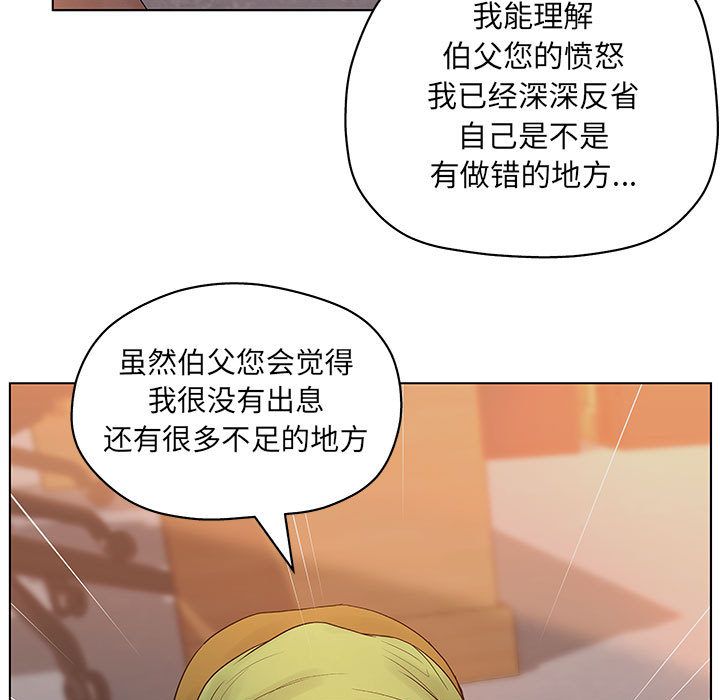 我能理解
伯父您的愤怒
我已经深深反省
自己是不是
有做错的地方...
虽然伯父您会觉得
我很没有出息
还有很多不足的地方